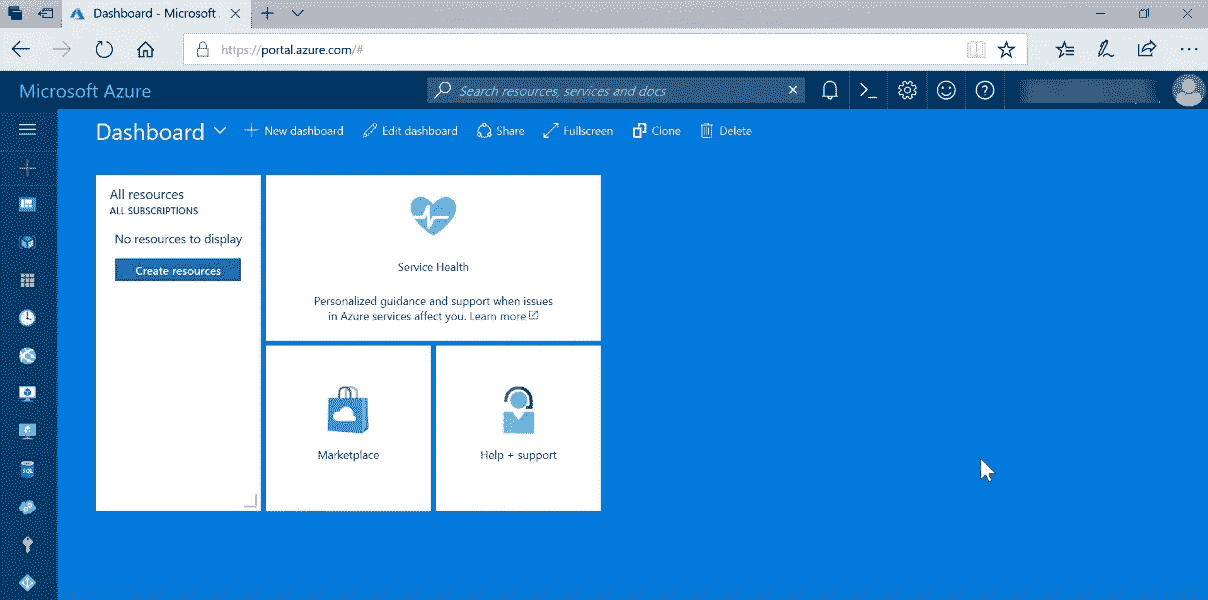 Dashboard - Microsoft
https://portal.azure.com/#
Microsoft Azure
Search resources, services and docs
Dashboard
New dashboard
Edit dashboard
Share
Fullscreen
Clone
Delete
All resources
ALL SUBSCRIPTIONS
No resources to display
Create resources
Service Health
Personalized guidance and support when issues
in Azure services affect you. Learn more
Marketplace
Help + support
SQL